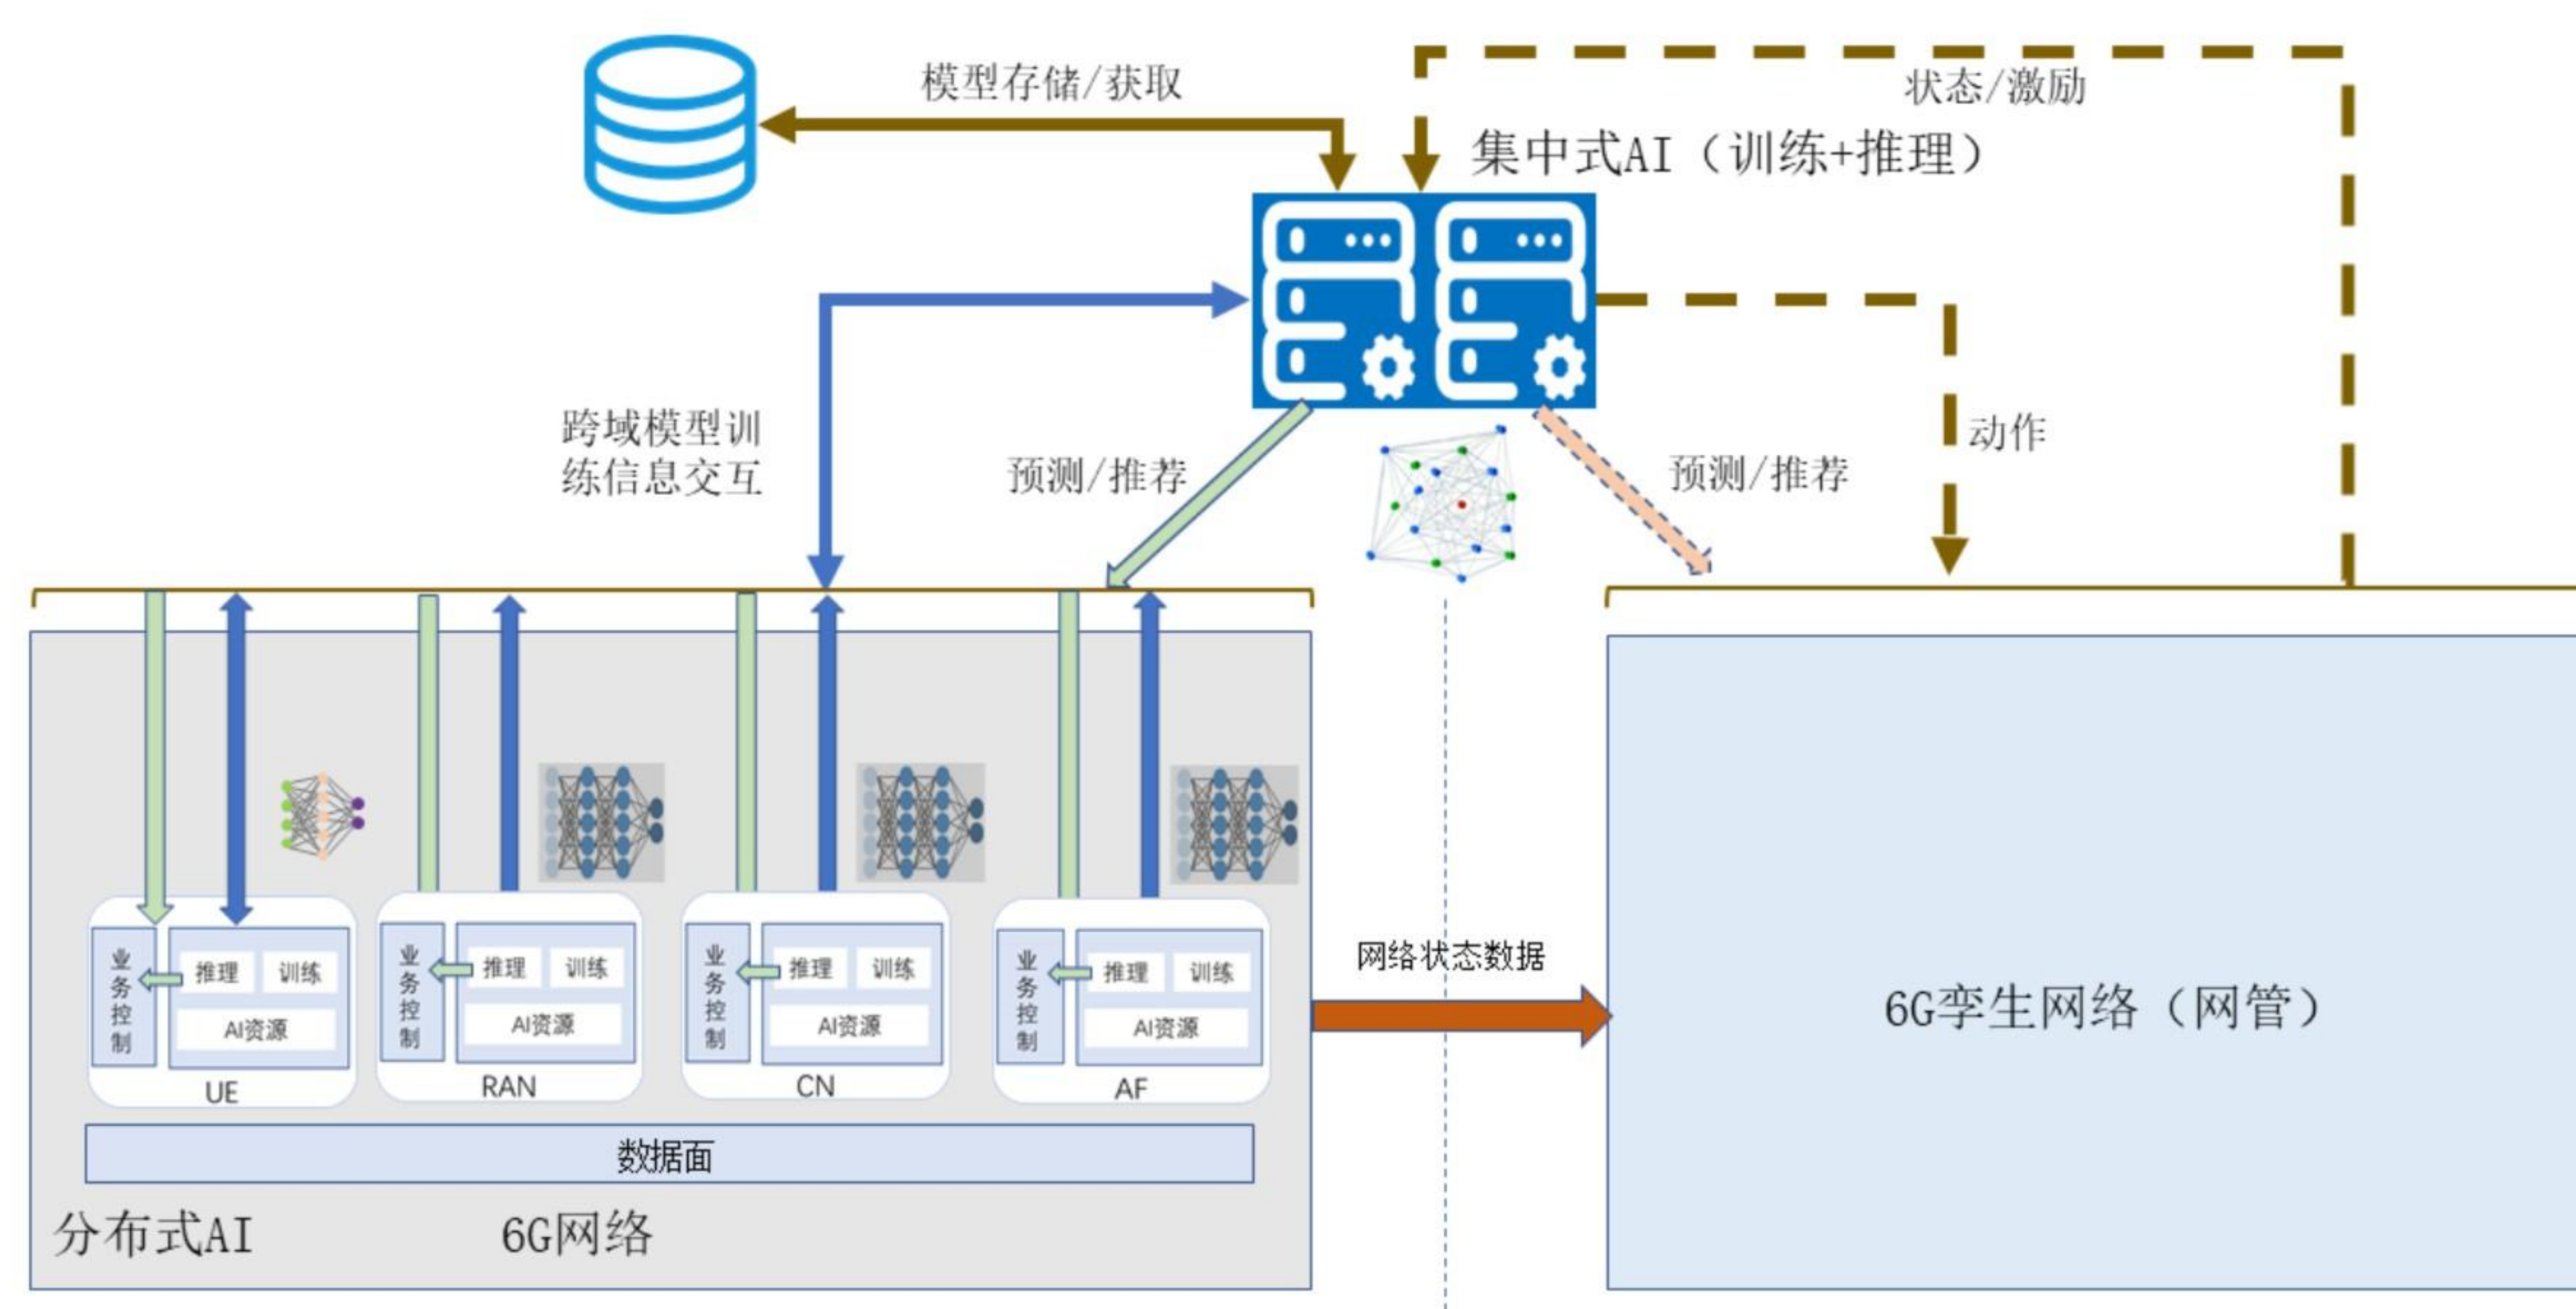 模型存储/获取
状态/激励
集中式AI（训练+推理）
跨域模型训
练信息交互
预测/推荐
预测/推荐
动作
业务控制
推理
训练
AI资源
UE
业务控制
推理
训练
AI资源
RAN
业务控制
推理
训练
AI资源
CN
业务控制
推理
训练
AI资源
AF
网络状态数据
6G孪生网络（网管）
数据面
分布式AI
6G网络